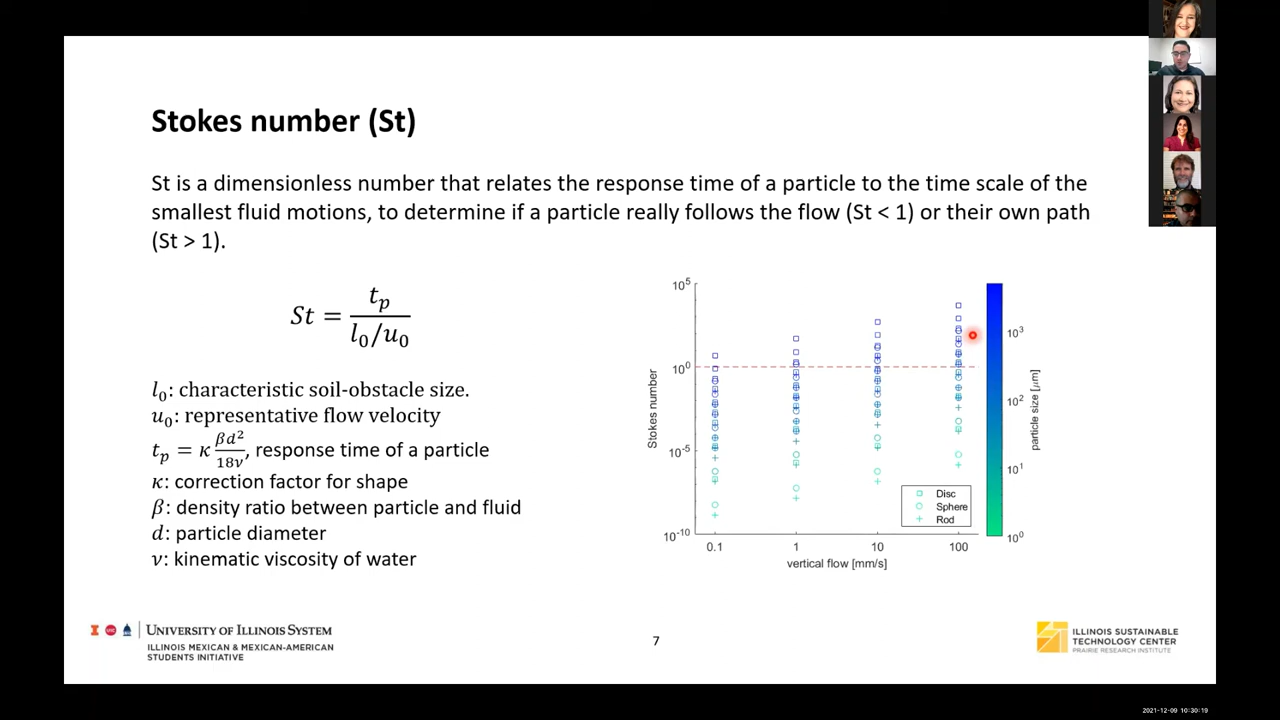 Stokes number (St)
St is a dimensionless number that relates the response time of a particle to the time scale of the
smallest fluid motions, to determine if a particle really follows the flow (St < 1) or their own path
(St > 1).
St = t_p / (l_0/u_0)
l_0: characteristic soil-obstacle size.
u_0: representative flow velocity
t_p = κ βd²/18ν, response time of a particle
κ: correction factor for shape
β: density ratio between particle and fluid
d: particle diameter
ν: kinematic viscosity of water
Stokes number
10^5
10^0
10^-5
10^-10
0.1 1 10 100
vertical flow [mm/s]
Disc
Sphere
Rod
10^3
10^2
10^1
10^0
particle size [μm]
UNIVERSITY OF ILLINOIS SYSTEM
ILLINOIS MEXICAN & MEXICAN-AMERICAN
STUDENTS INITIATIVE
7
ILLINOIS SUSTAINABLE
TECHNOLOGY CENTER
PRAIRIE RESEARCH INSTITUTE
2021-12-09 10:30:19